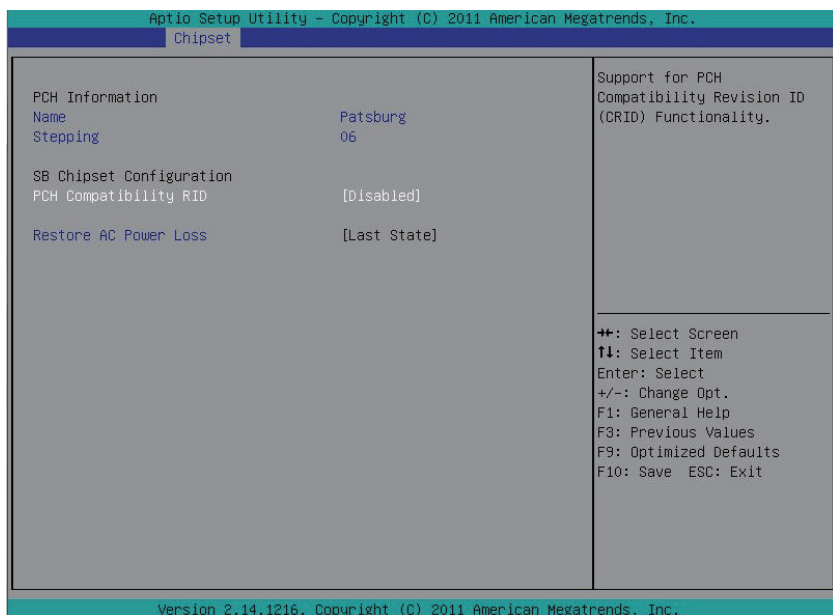 Aptio Setup Utility - Copyright (C) 2011 American Megatrends, Inc.
Chipset
PCH Information
Name Patsburg
Stepping 06
SB Chipset Configuration
PCH Compatibility RID [Disabled]
Restore AC Power Loss [Last State]
Support for PCH
Compatibility Revision ID
(CRID) Functionality.
→←: Select Screen
↑↓: Select Item
Enter: Select
+/-: Change Opt.
F1: General Help
F3: Previous Values
F9: Optimized Defaults
F10: Save ESC: Exit
Version 2.14.1216. Copyright (C) 2011 American Megatrends, Inc.